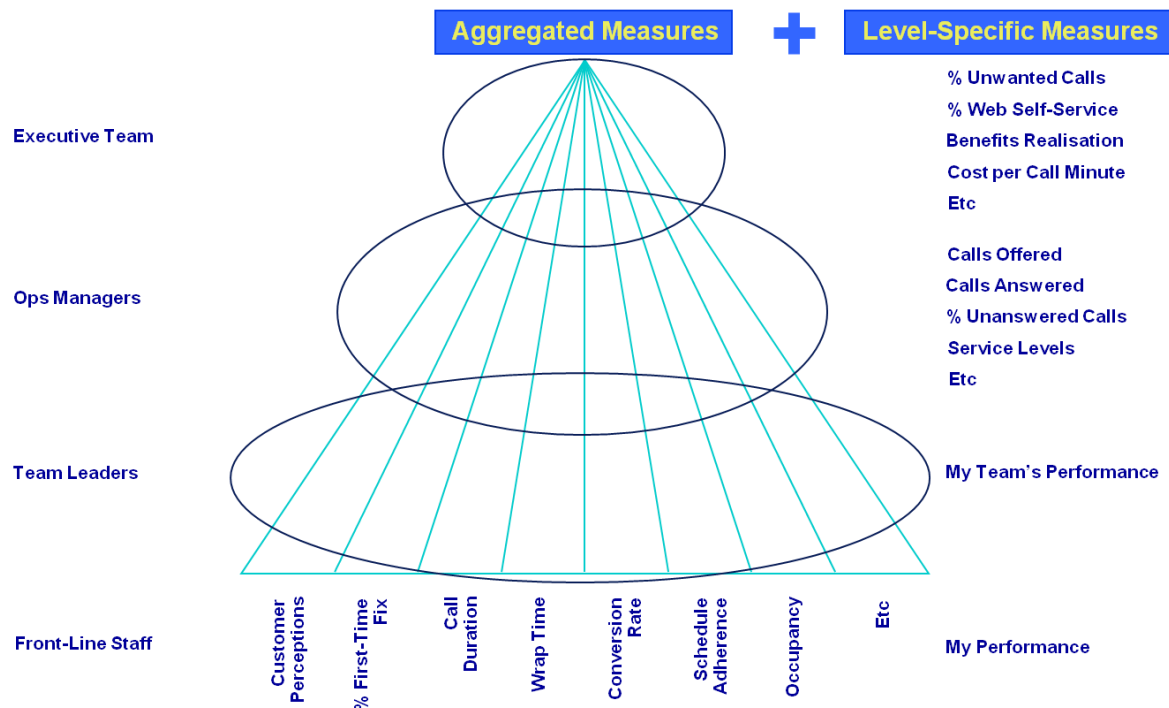 Aggregated Measures
Level-Specific Measures
Executive Team
% Unwanted Calls
% Web Self-Service
Benefits Realisation
Cost per Call Minute
Etc
Ops Managers
Calls Offered
Calls Answered
% Unanswered Calls
Service Levels
Etc
Team Leaders
My Team's Performance
Front-Line Staff
Customer
Perceptions
% First-Time
Fix
Call
Duration
Wrap Time
Conversion
Rate
Schedule
Adherence
Occupancy
Etc
My Performance